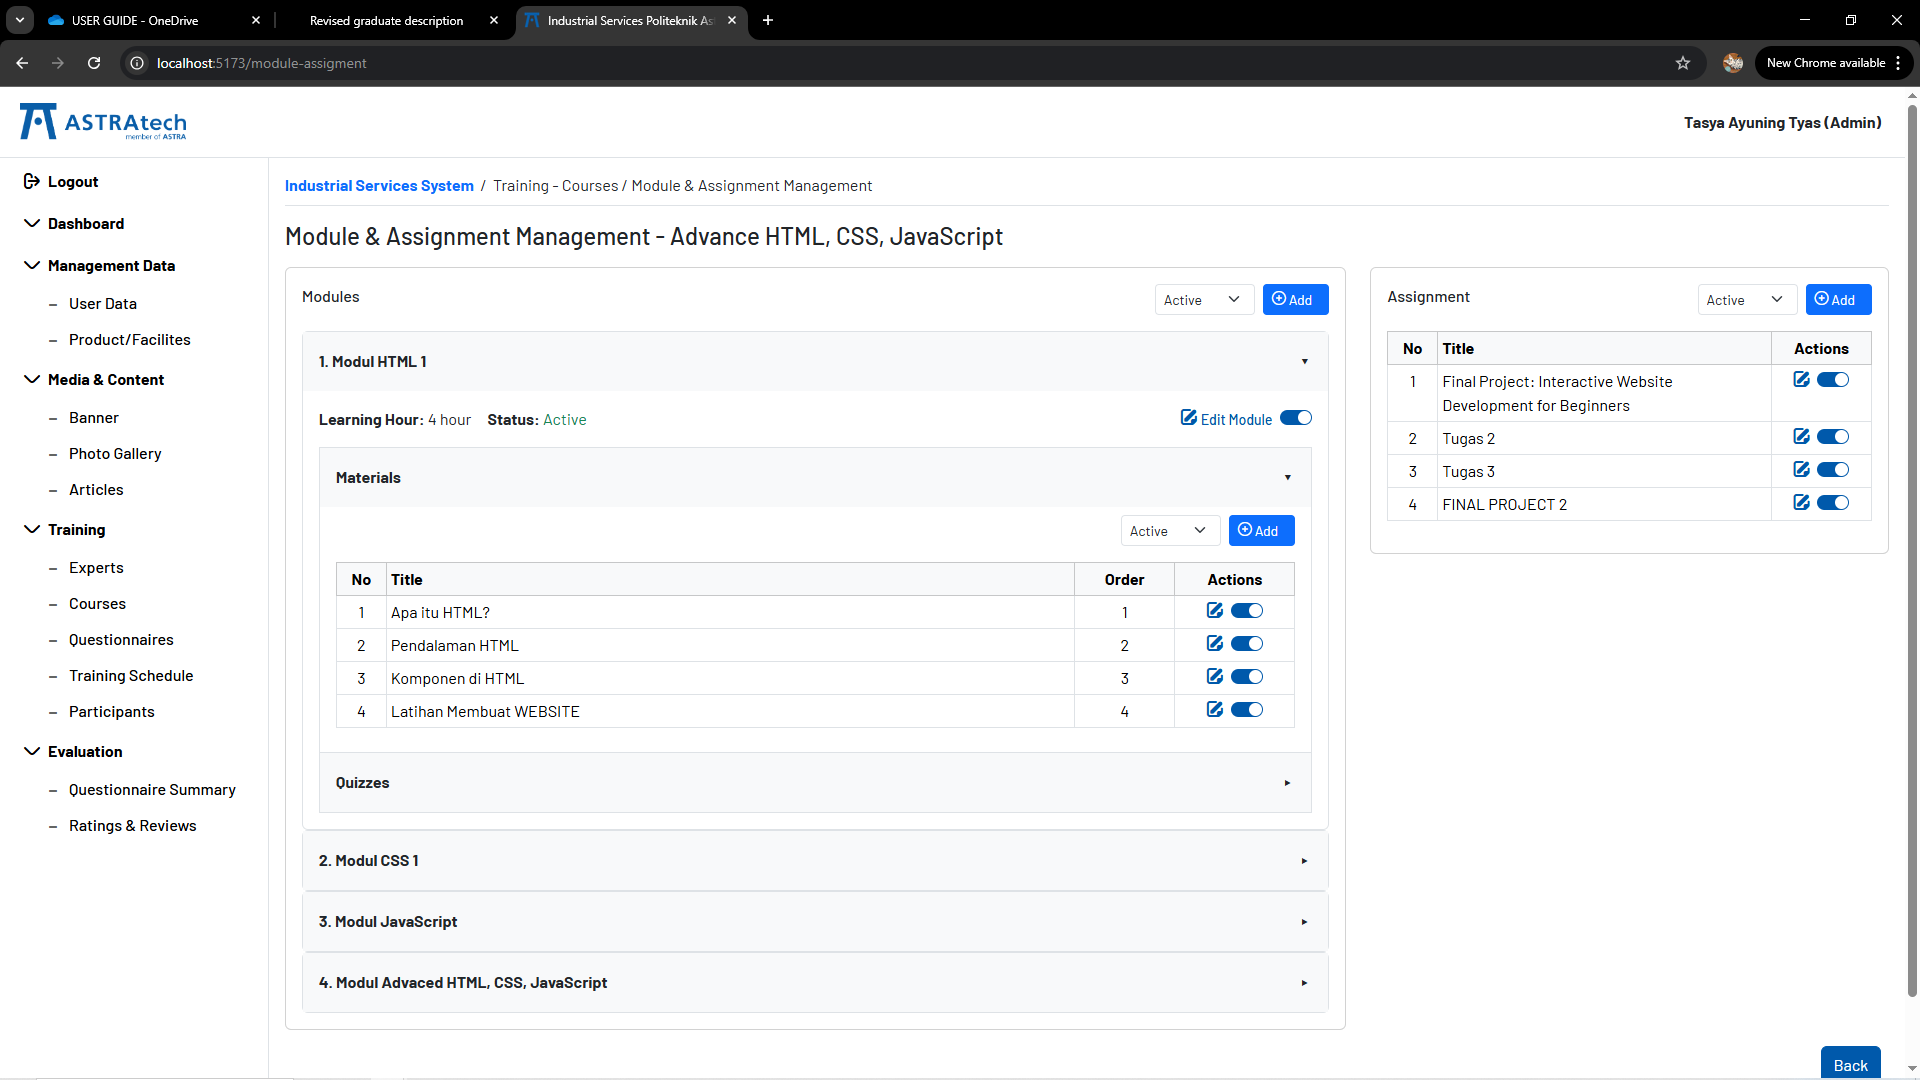 USER GUIDE - OneDrive
Revised graduate description
Industrial Services Politeknik As
localhost:5173/module-assigment
New Chrome available
ASTRAtech
member of ASTRA
Tasya Ayuning Tyas (Admin)
Logout
Dashboard
Management Data
User Data
Product/Facilites
Media & Content
Banner
Photo Gallery
Articles
Training
Experts
Courses
Questionnaires
Training Schedule
Participants
Evaluation
Questionnaire Summary
Ratings & Reviews
Industrial Services System / Training - Courses / Module & Assignment Management
Module & Assignment Management - Advance HTML, CSS, JavaScript
Modules
Active
Add
1. Modul HTML 1
Learning Hour: 4 hour Status: Active
Edit Module
Materials
Active
Add
No Title Order Actions
1 Apa itu HTML? 1
2 Pendalaman HTML 2
3 Komponen di HTML 3
4 Latihan Membuat WEBSITE 4
Quizzes
2. Modul CSS 1
3. Modul JavaScript
4. Modul Advaced HTML, CSS, JavaScript
Assignment
Active
Add
No Title Actions
1 Final Project: Interactive Website
Development for Beginners
2 Tugas 2
3 Tugas 3
4 FINAL PROJECT 2
Back